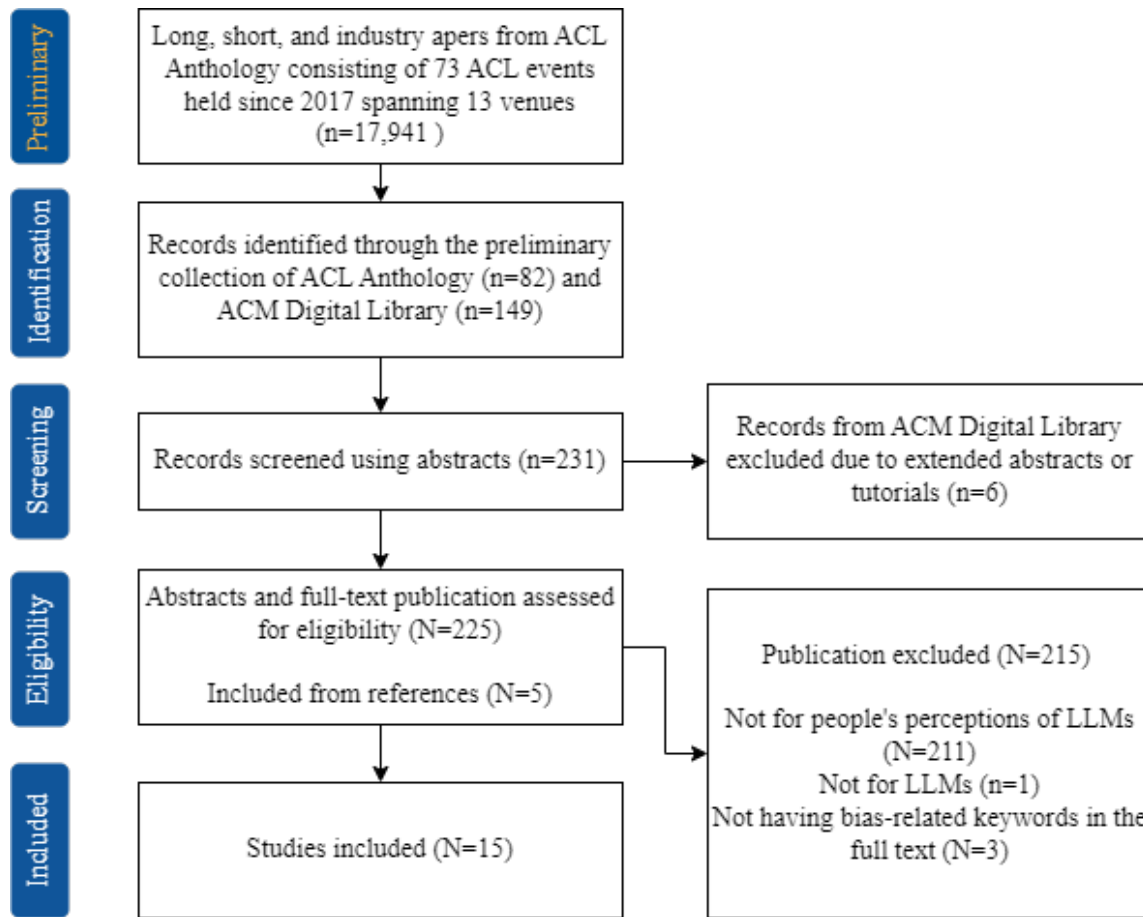 Preliminary
Long, short, and industry apers from ACL
Anthology consisting of 73 ACL events
held since 2017 spanning 13 venues
(n=17,941 )
Identification
Records identified through the preliminary
collection of ACL Anthology (n=82) and
ACM Digital Library (n=149)
Screening
Records screened using abstracts (n=231)
Records from ACM Digital Library
excluded due to extended abstracts or
tutorials (n=6)
Eligibility
Abstracts and full-text publication assessed
for eligibility (N=225)
Included from references (N=5)
Publication excluded (N=215)
Not for people's perceptions of LLMs
(N=211)
Not for LLMs (n=1)
Not having bias-related keywords in the
full text (N=3)
Included
Studies included (N=15)